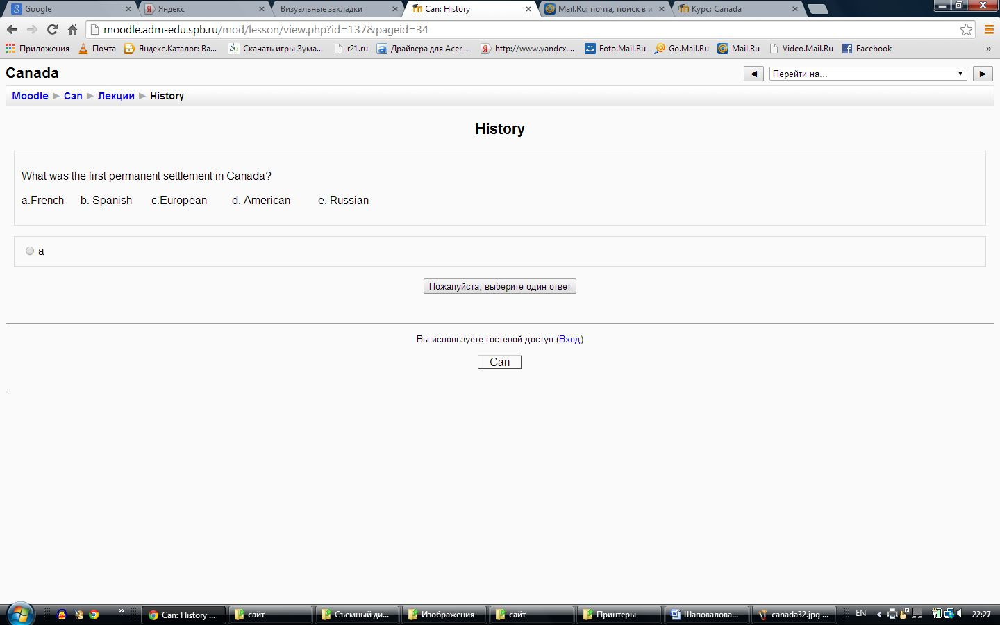 Google
Яндекс
Визуальные закладки
Can: History
Mail.Ru: почта, поиск в и
Курс: Canada
moodle.adm-edu.spb.ru/mod/lesson/view.php?id=137&pageid=34
Приложения
Почта
Яндекс.Каталог: Ва...
Скачать игры Зума...
r21.ru
Драйвера для Acer ...
http://www.yandex....
Foto.Mail.Ru
Go.Mail.Ru
Mail.Ru
Video.Mail.Ru
Facebook
»
Canada
Перейти на...
Moodle ► Can ► Лекции ► History
History
What was the first permanent settlement in Canada?
a.French b. Spanish c.European d. American e. Russian
a
Пожалуйста, выберите один ответ
Вы используете гостевой доступ (Вход)
Can
Can: History ...
сайт
Съемный ди...
Изображения
сайт
Принтеры
Шаповалова...
canada32.jpg ...
EN
22:27